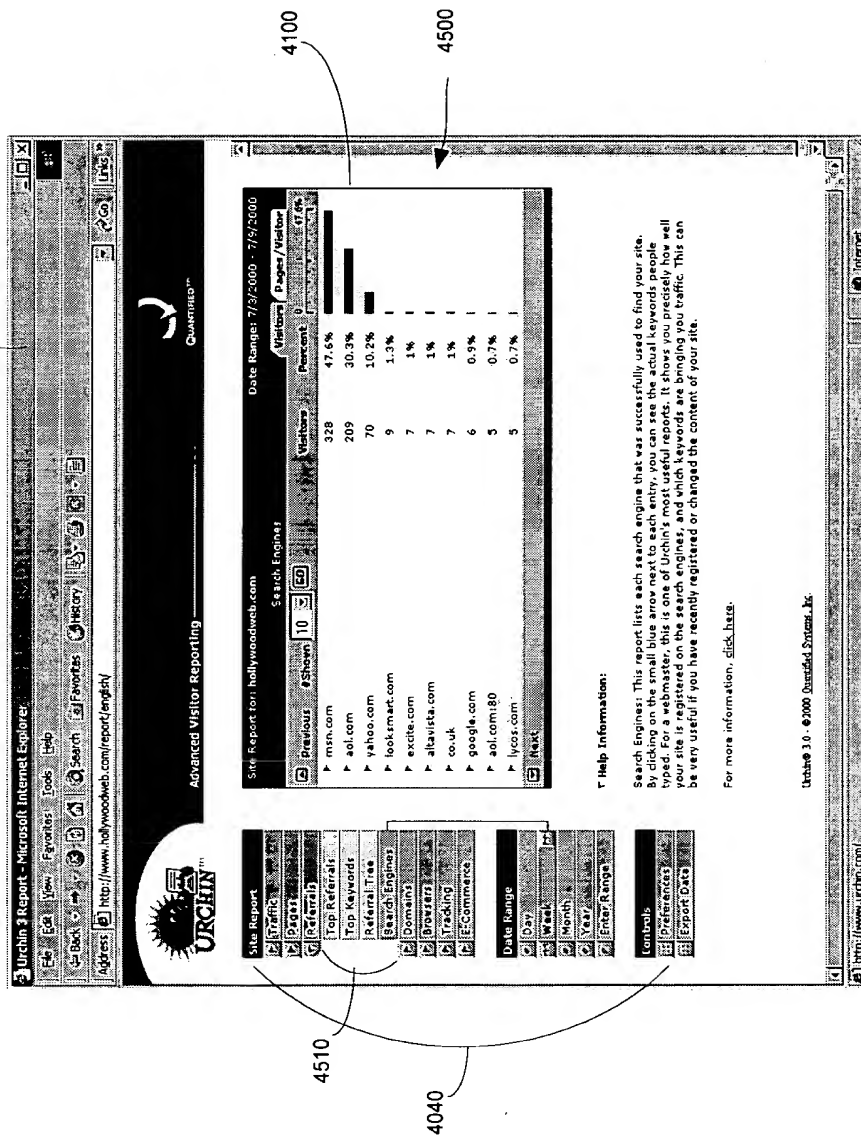 Urchin 3 Report - Microsoft Internet Explorer
File Edit View Favorites Tools Help
Back Search Favorites History
Address http://www.hollywoodweb.com/report/english/ Go Links »
URCHIN™
Advanced Visitor Reporting
QUANTIFIED™
Site Report
Traffic
Pages
Referrals
Top Referrals
Top Keywords
Referral Tree
Search Engines
Domains
Browsers
Tracking
E-Commerce
Date Range
Day
Week
Month
Year
Enter Range
Controls
Preferences
Export Data
Site Report for: hollywoodweb.com Date Range: 7/3/2000 - 7/9/2000
Search Engines Visitors Pages/Visitor
Previous #Shown 10 GO Visitors Percent 0 47.6%
msn.com 328 47.6%
aol.com 209 30.3%
yahoo.com 70 10.2%
looksmart.com 9 1.3%
excite.com 7 1%
altavista.com 7 1%
co.uk 7 1%
google.com 6 0.9%
aol.com:80 5 0.7%
lycos.com 5 0.7%
Next
Help Information:
Search Engines: This report lists each search engine that was successfully used to find your site.
By clicking on the small blue arrow next to each entry, you can see the actual keywords people
typed. For a webmaster, this is one of Urchin's most useful reports. It shows you precisely how well
your site is registered on the search engines, and which keywords are bringing you traffic. This can
be very useful if you have recently registered or changed the content of your site.
For more information, click here.
Urchin® 3.0 - ©2000 Quantified Systems, Inc.
http://www.urchin.com/ Internet
4100
4500
4510
4040